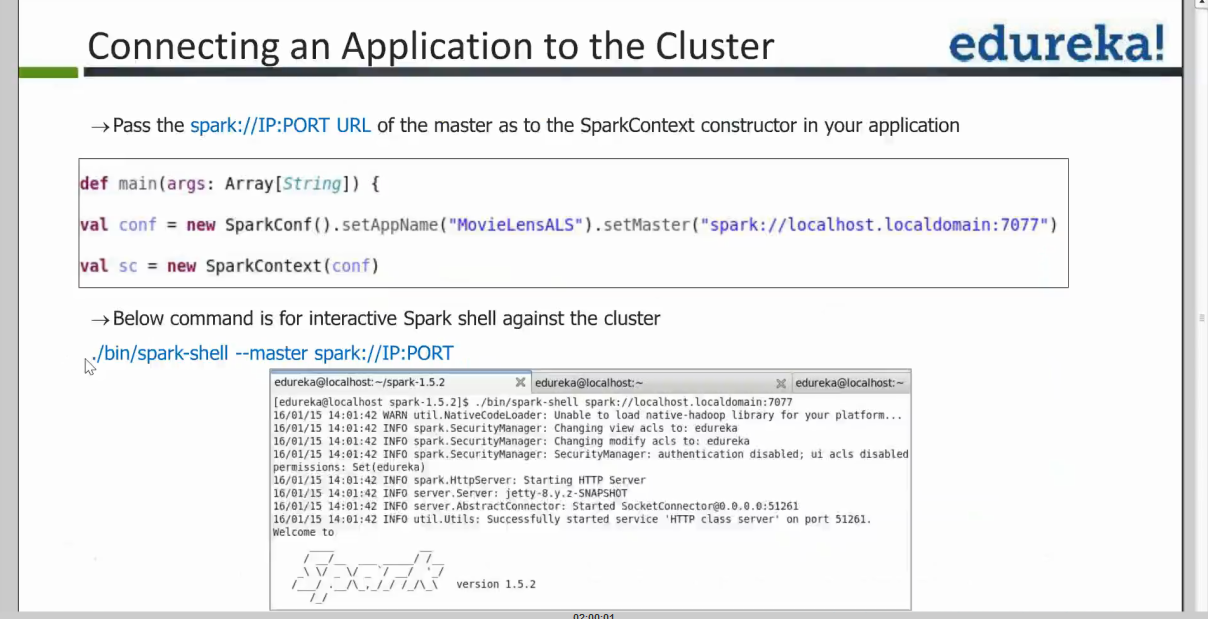 Connecting an Application to the Cluster
edureka!
→Pass the spark://IP:PORT URL of the master as to the SparkContext constructor in your application
def main(args: Array[String]) {
val conf = new SparkConf().setAppName("MovieLensALS").setMaster("spark://localhost.localdomain:7077")
val sc = new SparkContext(conf)
→Below command is for interactive Spark shell against the cluster
./bin/spark-shell --master spark://IP:PORT
edureka@localhost:~/spark-1.5.2 edureka@localhost:~ edureka@localhost:~
[edureka@localhost spark-1.5.2]$ ./bin/spark-shell spark://localhost.localdomain:7077
16/01/15 14:01:42 WARN util.NativeCodeLoader: Unable to load native-hadoop library for your platform...
16/01/15 14:01:42 INFO spark.SecurityManager: Changing view acls to: edureka
16/01/15 14:01:42 INFO spark.SecurityManager: Changing modify acls to: edureka
16/01/15 14:01:42 INFO spark.SecurityManager: SecurityManager: authentication disabled; ui acls disabled
permissions: Set(edureka)
16/01/15 14:01:42 INFO spark.HttpServer: Starting HTTP Server
16/01/15 14:01:42 INFO server.Server: jetty-8.y.z-SNAPSHOT
16/01/15 14:01:42 INFO server.AbstractConnector: Started SocketConnector@0.0.0.0:51261
16/01/15 14:01:42 INFO util.Utils: Successfully started service 'HTTP class server' on port 51261.
Welcome to
Spark version 1.5.2
02:00:01